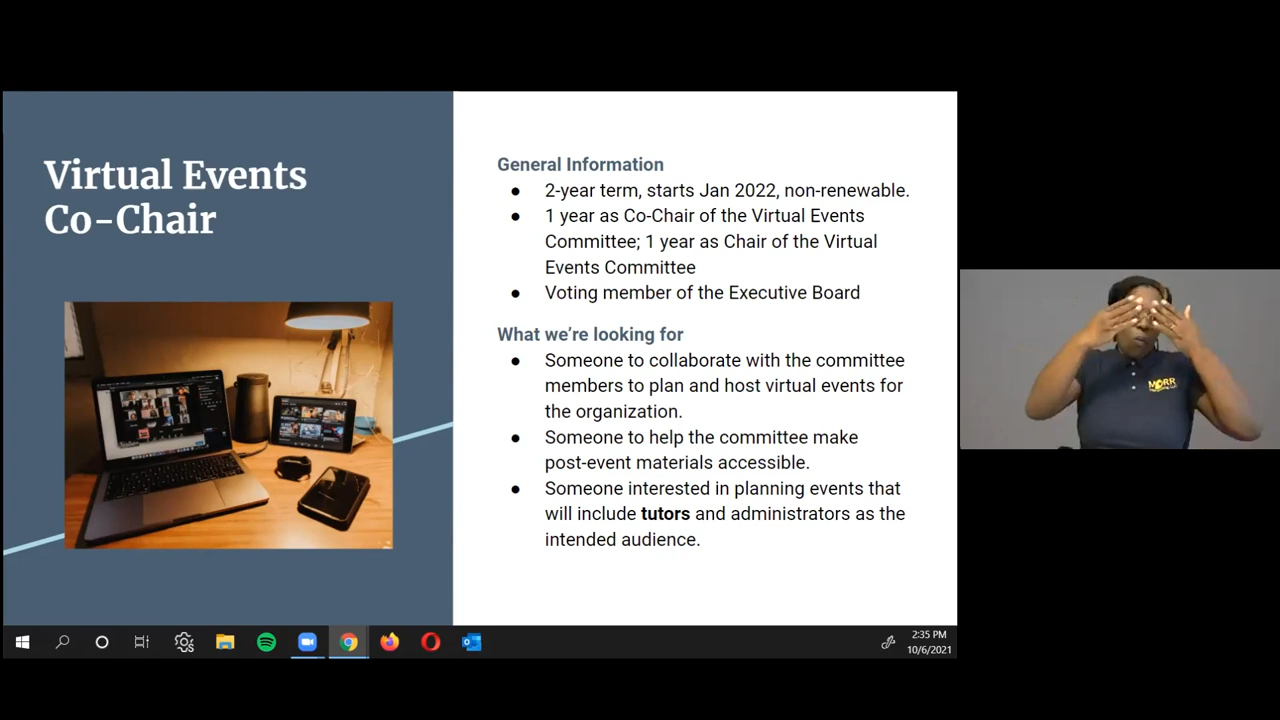 Virtual Events
Co-Chair
General Information
● 2-year term, starts Jan 2022, non-renewable.
● 1 year as Co-Chair of the Virtual Events
Committee; 1 year as Chair of the Virtual
Events Committee
● Voting member of the Executive Board
What we’re looking for
● Someone to collaborate with the committee
members to plan and host virtual events for
the organization.
● Someone to help the committee make
post-event materials accessible.
● Someone interested in planning events that
will include tutors and administrators as the
intended audience.
MORR
2:35 PM
10/6/2021